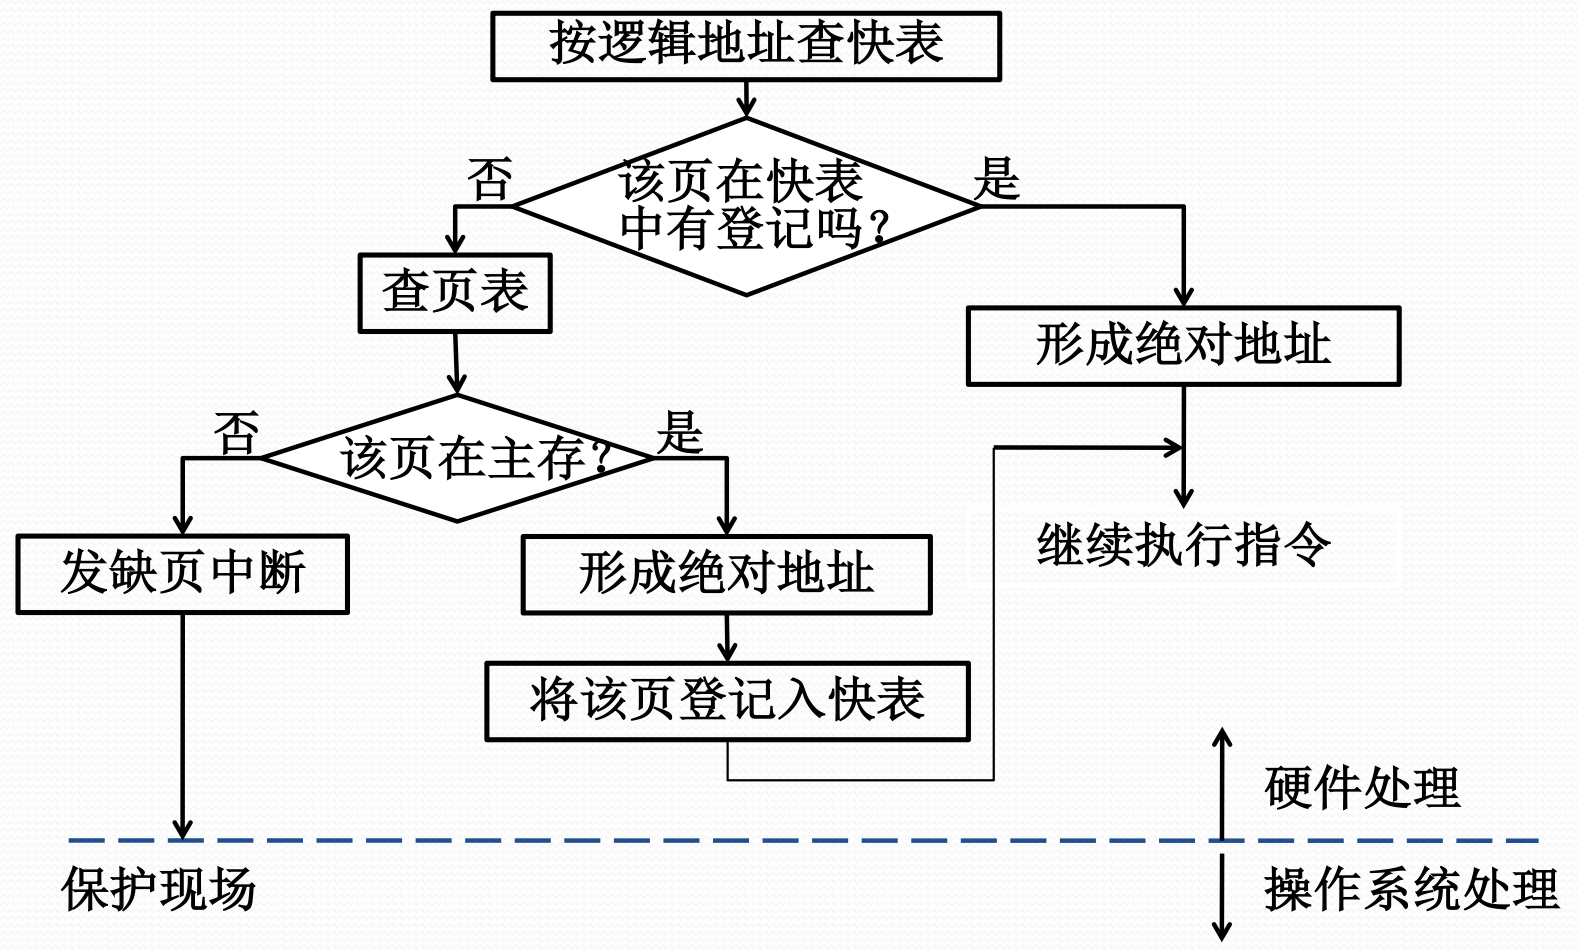 按逻辑地址查快表
否
是
该页在快表
中有登记吗?
查页表
形成绝对地址
否
是
该页在主存?
发缺页中断
形成绝对地址
继续执行指令
将该页登记入快表
硬件处理
保护现场
操作系统处理